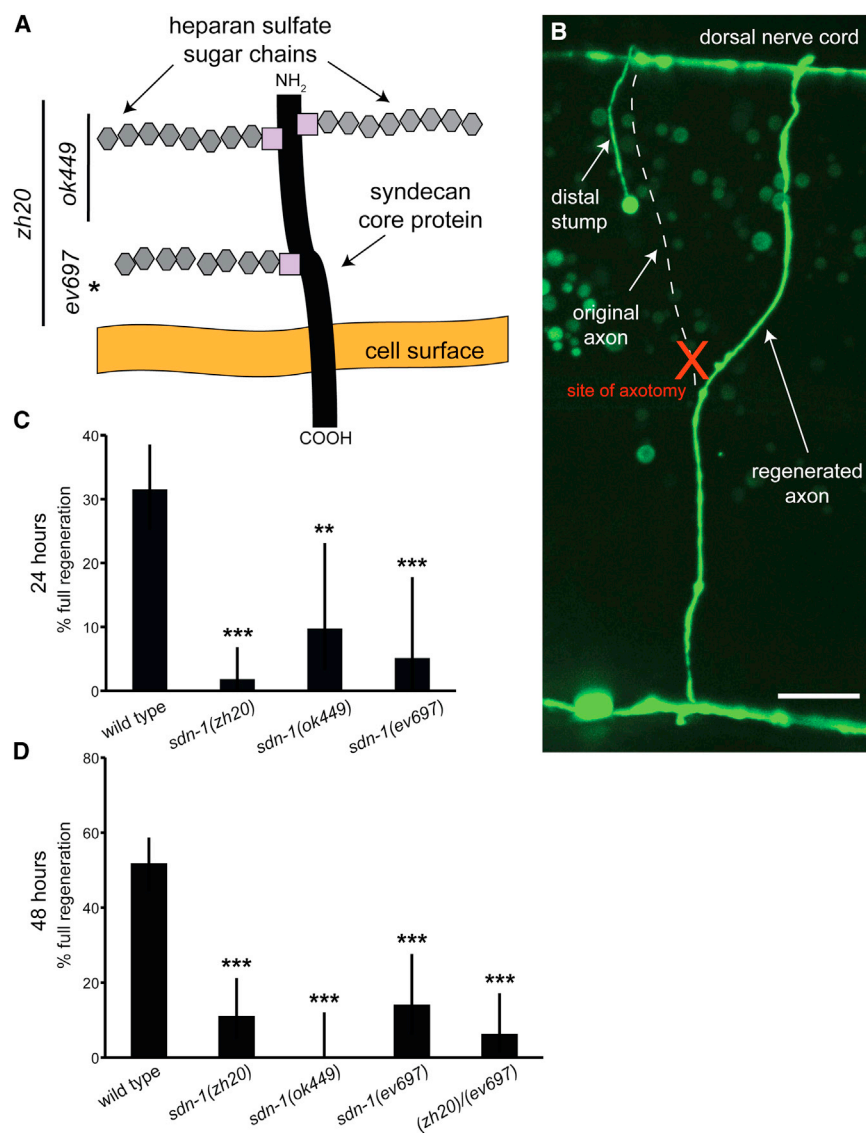 A
heparan sulfate
sugar chains
NH2
zh20
ok449
ev697
*
syndecan
core protein
cell surface
COOH
B
dorsal nerve cord
distal
stump
original
axon
X
site of axotomy
regenerated
axon
C
24 hours
% full regeneration
40
30
20
10
0
***
**
***
wild type
sdn-1(zh20)
sdn-1(ok449)
sdn-1(ev697)
D
48 hours
% full regeneration
80
60
40
20
0
***
***
***
***
wild type
sdn-1(zh20)
sdn-1(ok449)
sdn-1(ev697)
(zh20)/(ev697)